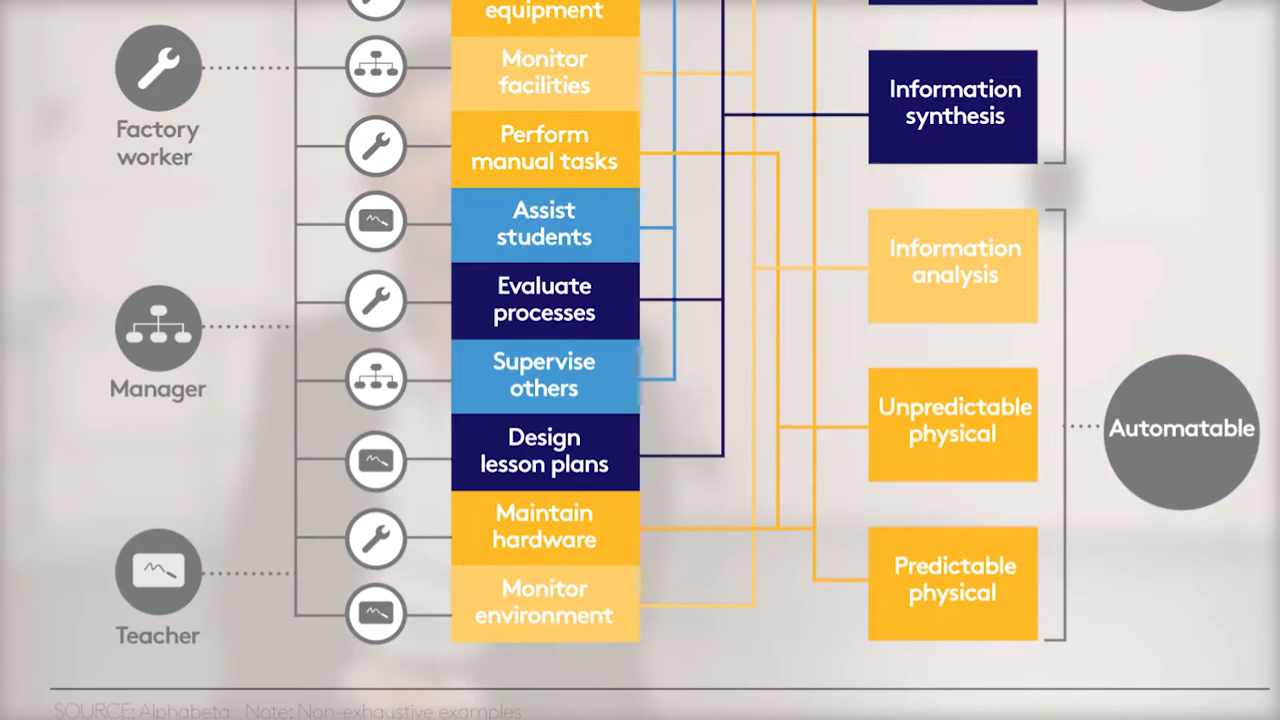 Factory
worker
Manager
Teacher
equipment
Monitor
facilities
Perform
manual tasks
Assist
students
Evaluate
processes
Supervise
others
Design
lesson plans
Maintain
hardware
Monitor
environment
Information
synthesis
Information
analysis
Unpredictable
physical
Predictable
physical
Automatable
SOURCE: Alphabeta Note: Non-exhaustive examples